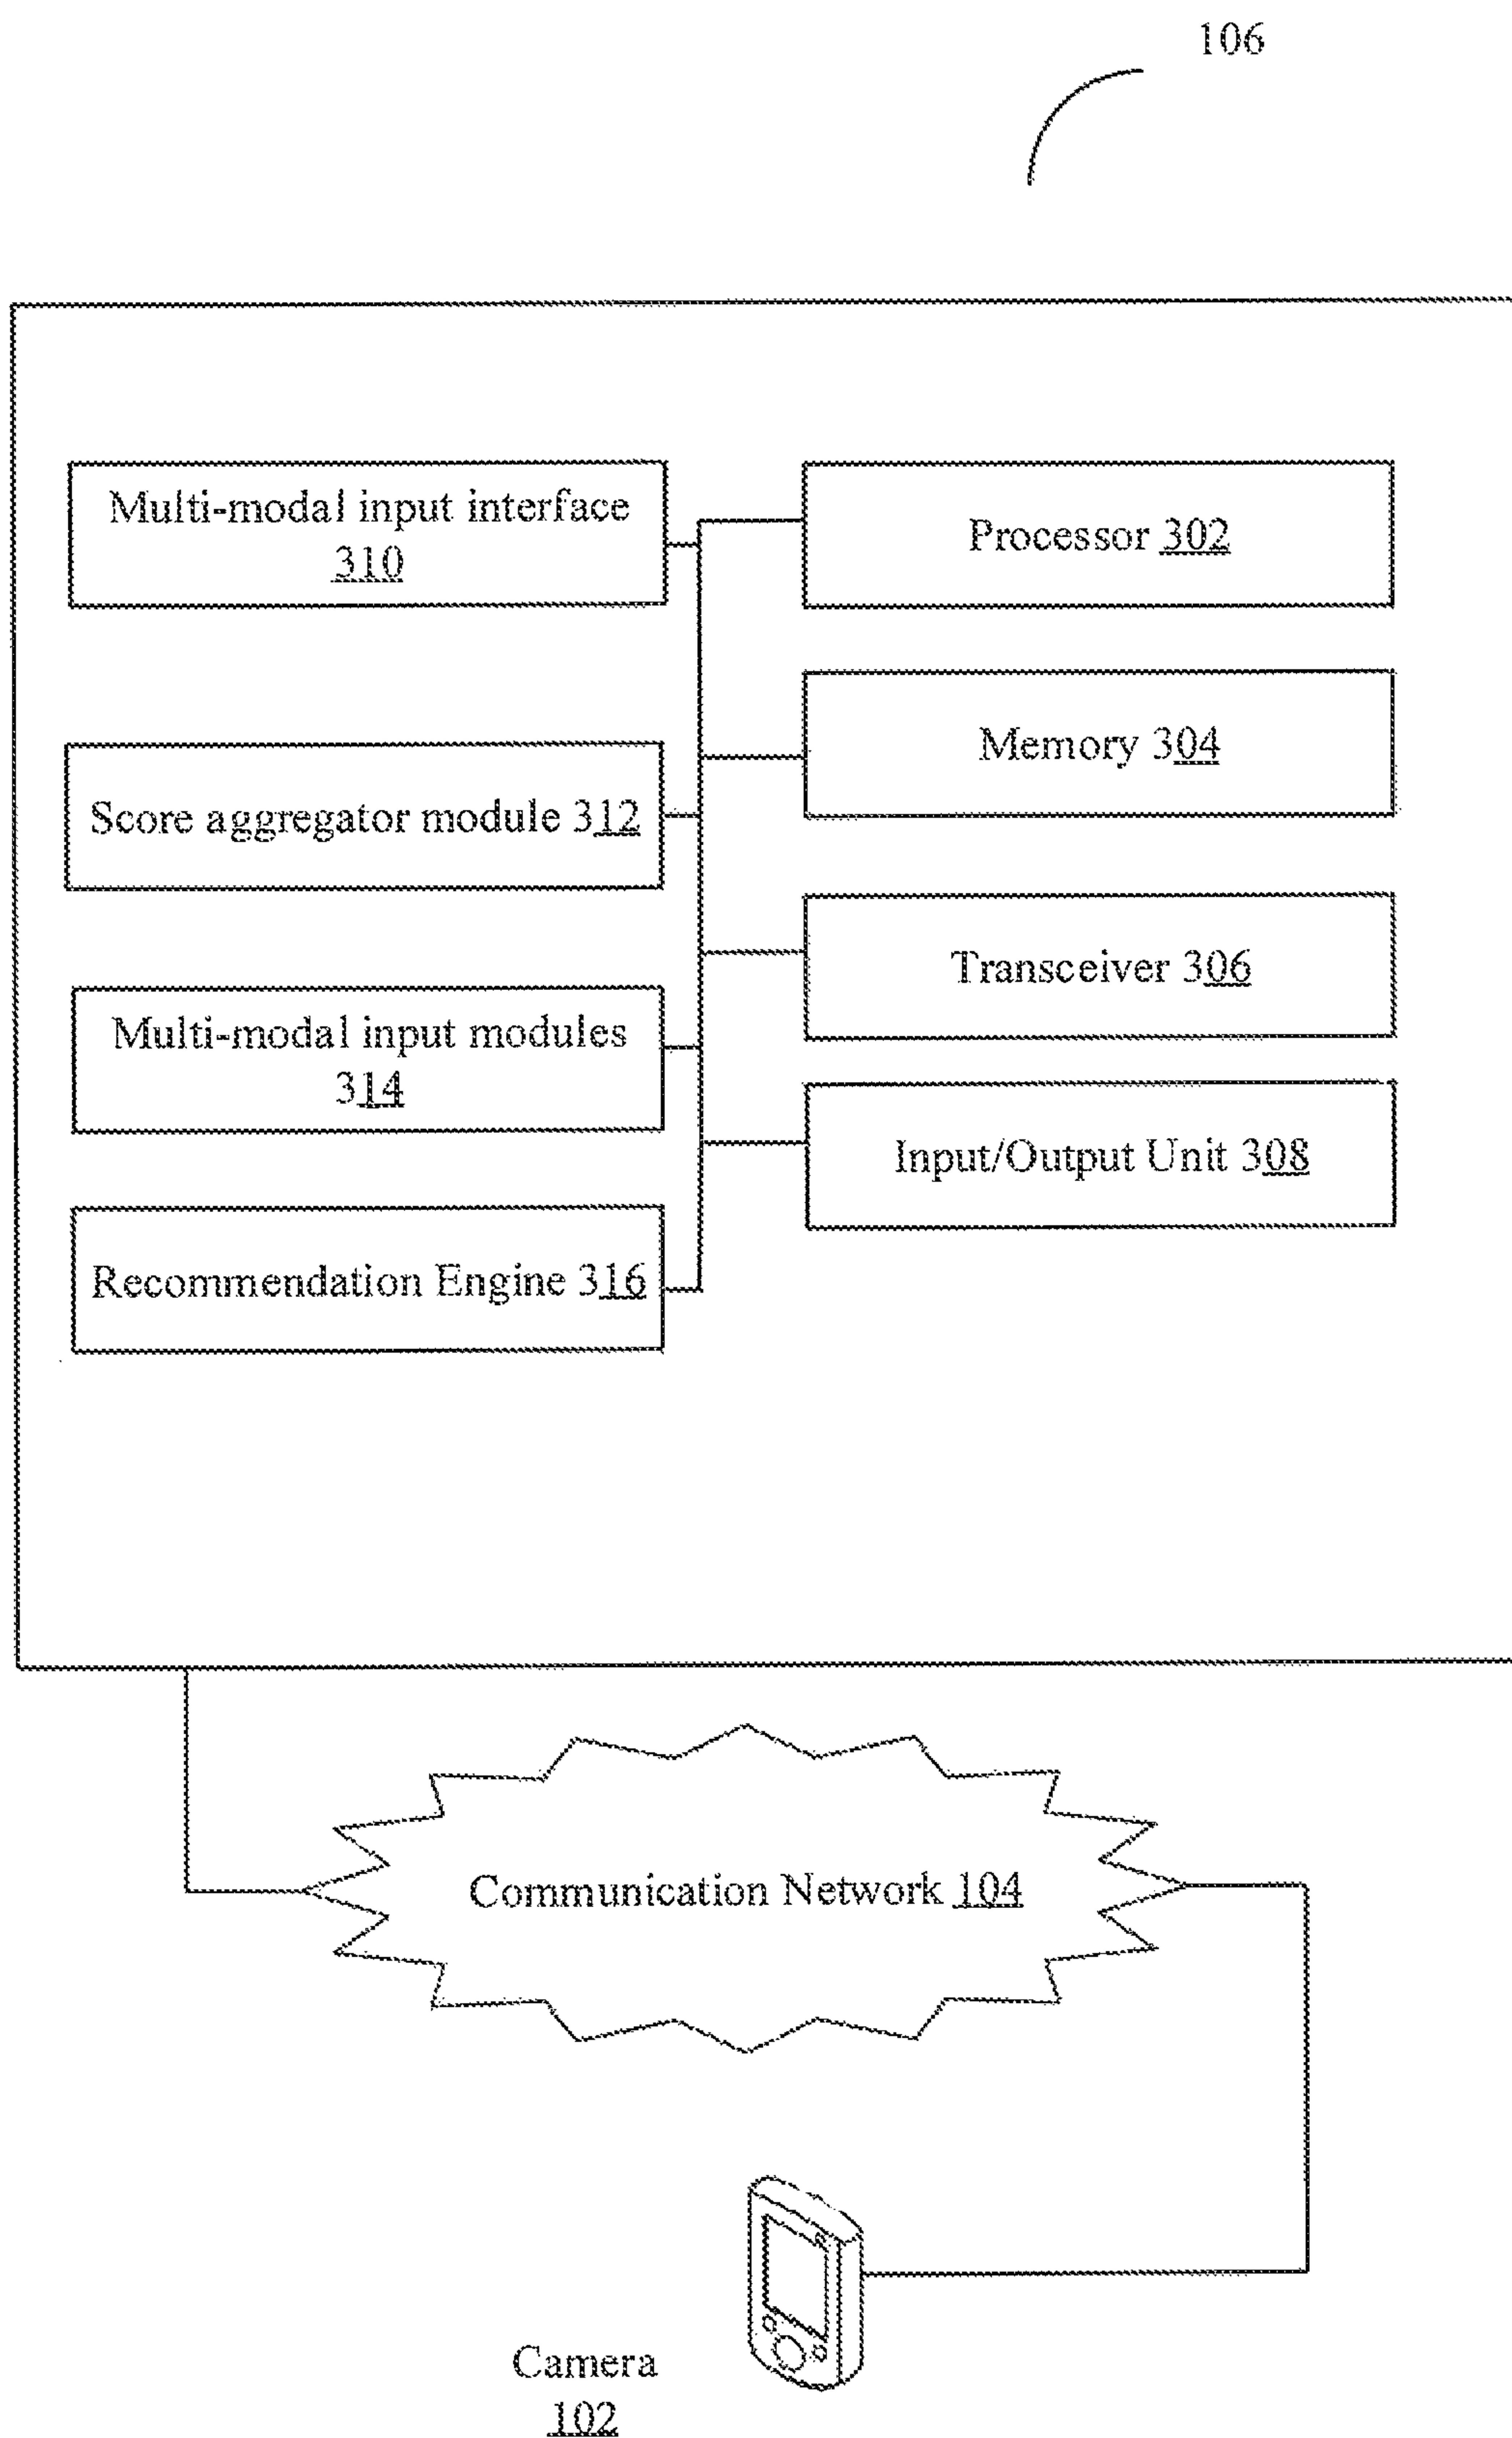 106
Multi-modal input interface
310
Processor 302
Memory 304
Score aggregator module 312
Transceiver 306
Multi-modal input modules
314
Input/Output Unit 308
Recommendation Engine 316
Communication Network 104
Camera
102